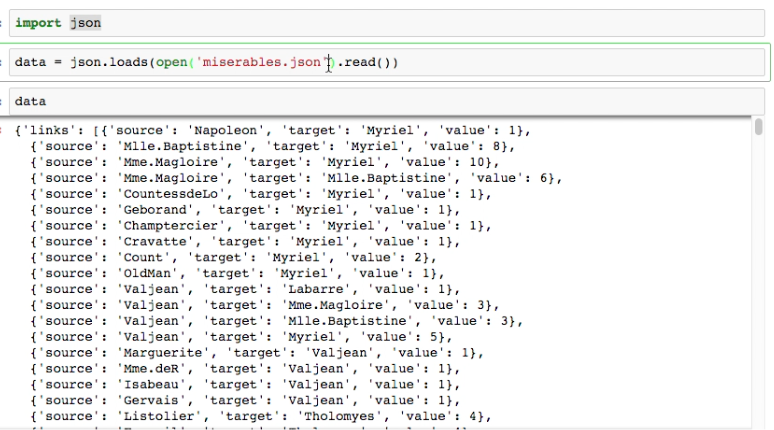 import json
data = json.loads(open('miserables.json').read())
data
{'links': [{'source': 'Napoleon', 'target': 'Myriel', 'value': 1},
{'source': 'Mlle.Baptistine', 'target': 'Myriel', 'value': 8},
{'source': 'Mme.Magloire', 'target': 'Myriel', 'value': 10},
{'source': 'Mme.Magloire', 'target': 'Mlle.Baptistine', 'value': 6},
{'source': 'CountessdeLo', 'target': 'Myriel', 'value': 1},
{'source': 'Geborand', 'target': 'Myriel', 'value': 1},
{'source': 'Champtercier', 'target': 'Myriel', 'value': 1},
{'source': 'Cravatte', 'target': 'Myriel', 'value': 1},
{'source': 'Count', 'target': 'Myriel', 'value': 2},
{'source': 'OldMan', 'target': 'Myriel', 'value': 1},
{'source': 'Valjean', 'target': 'Labarre', 'value': 1},
{'source': 'Valjean', 'target': 'Mme.Magloire', 'value': 3},
{'source': 'Valjean', 'target': 'Mlle.Baptistine', 'value': 3},
{'source': 'Valjean', 'target': 'Myriel', 'value': 5},
{'source': 'Marguerite', 'target': 'Valjean', 'value': 1},
{'source': 'Mme.deR', 'target': 'Valjean', 'value': 1},
{'source': 'Isabeau', 'target': 'Valjean', 'value': 1},
{'source': 'Gervais', 'target': 'Valjean', 'value': 1},
{'source': 'Listolier', 'target': 'Tholomyes', 'value': 4},